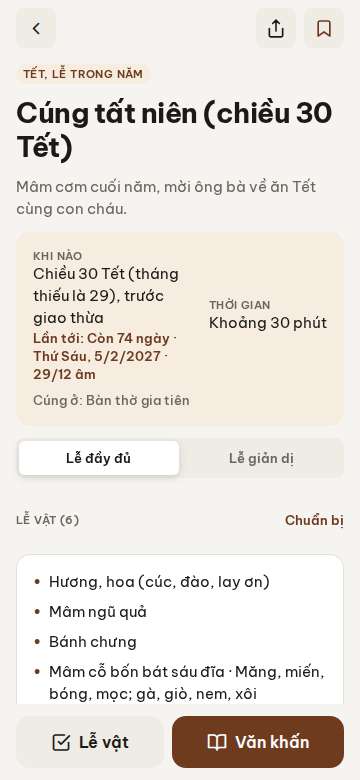 TẾT, LỄ TRONG NĂM
Cúng tất niên (chiều 30
Tết)
Mâm cơm cuối năm, mời ông bà về ăn Tết
cùng con cháu.
KHI NÀO
Chiều 30 Tết (tháng
thiếu là 29), trước
giao thừa
Lần tới: Còn 74 ngày ·
Thứ Sáu, 5/2/2027 ·
29/12 âm
Cúng ở: Bàn thờ gia tiên
THỜI GIAN
Khoảng 30 phút
Lễ đầy đủ
Lễ giản dị
LỄ VẬT (6)
Chuẩn bị
• Hương, hoa (cúc, đào, lay ơn)
• Mâm ngũ quả
• Bánh chưng
• Mâm cỗ bốn bát sáu đĩa · Măng, miến,
bóng, mọc; gà, giò, nem, xôi
Lễ vật
Văn khấn